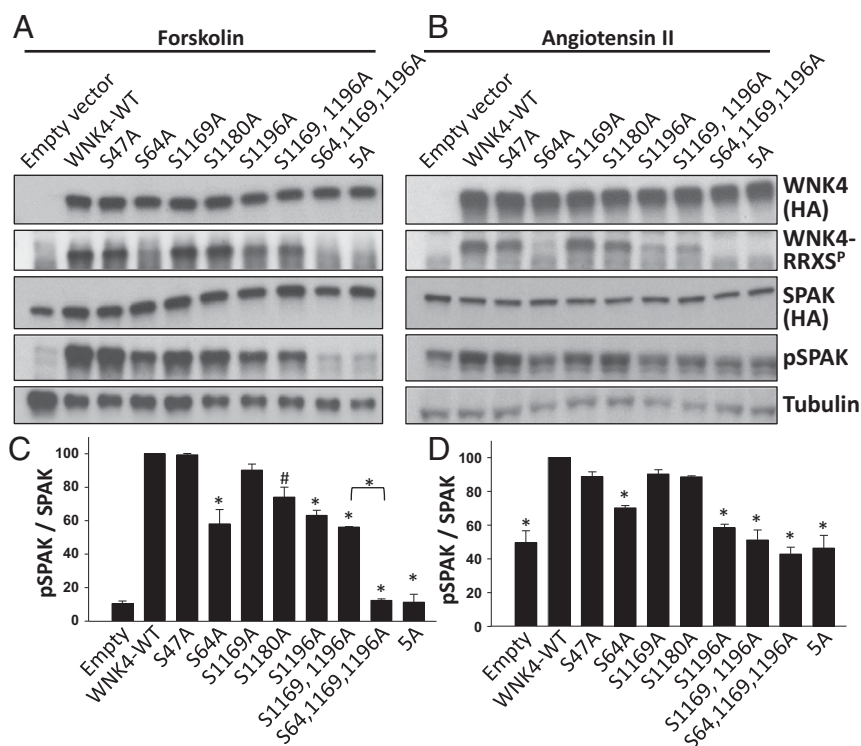 A
Forskolin
Empty vector
WNK4-WT
S47A
S64A
S1169A
S1180A
S1196A
S1169, 1196A
S64,1169,1196A
5A
B
Angiotensin II
Empty vector
WNK4-WT
S47A
S64A
S1169A
S1180A
S1196A
S1169, 1196A
S64,1169,1196A
5A
WNK4
(HA)
WNK4-
RRXSᴾ
SPAK
(HA)
pSPAK
Tubulin
C
pSPAK / SPAK
100
80
60
40
20
0
*
#
*
*
*
*
*
Empty
WNK4-WT
S47A
S64A
S1169A
S1180A
S1196A
S1169, 1196A
S64,1169,1196A
5A
D
pSPAK / SPAK
100
80
60
40
20
0
*
*
*
*
*
*
Empty
WNK4-WT
S47A
S64A
S1169A
S1180A
S1196A
S1169, 1196A
S64,1169,1196A
5A